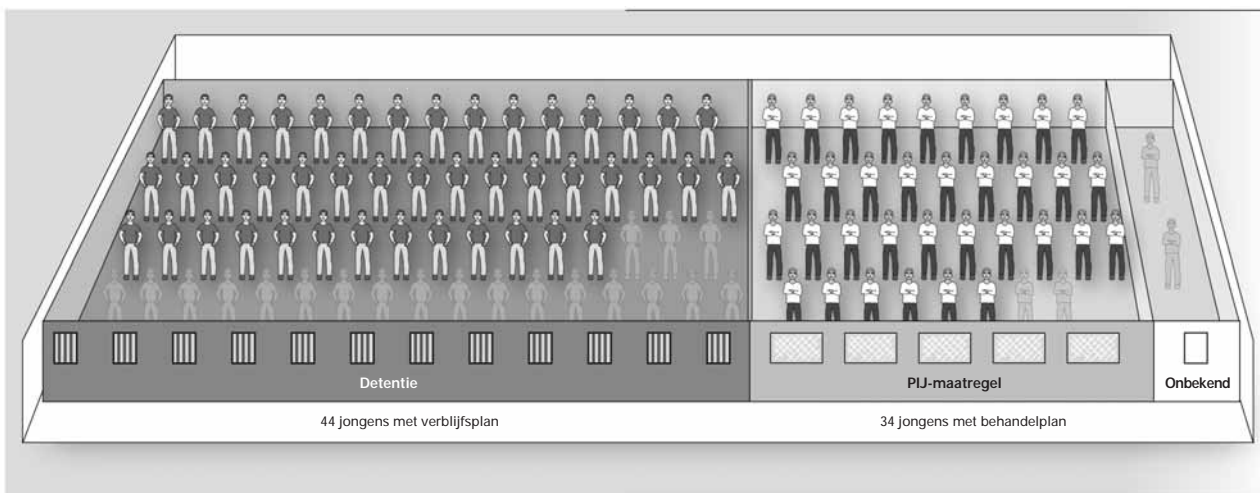 Detentie
PIJ-maatregel
Onbekend
44 jongens met verblijfsplan
34 jongens met behandelplan